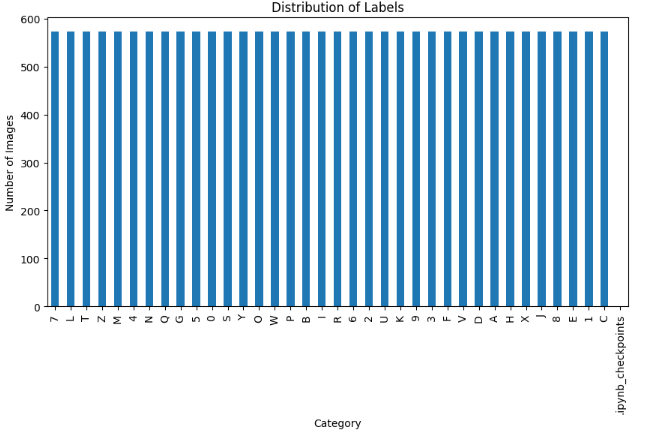 Distribution of Labels
600
500
400
300
200
100
0
Number of Images
7 L T Z M 4 N Q G 5 0 S Y O W P B I R 6 2 U K 9 3 F V D A H X J 8 E 1 C .ipynb_checkpoints
Category